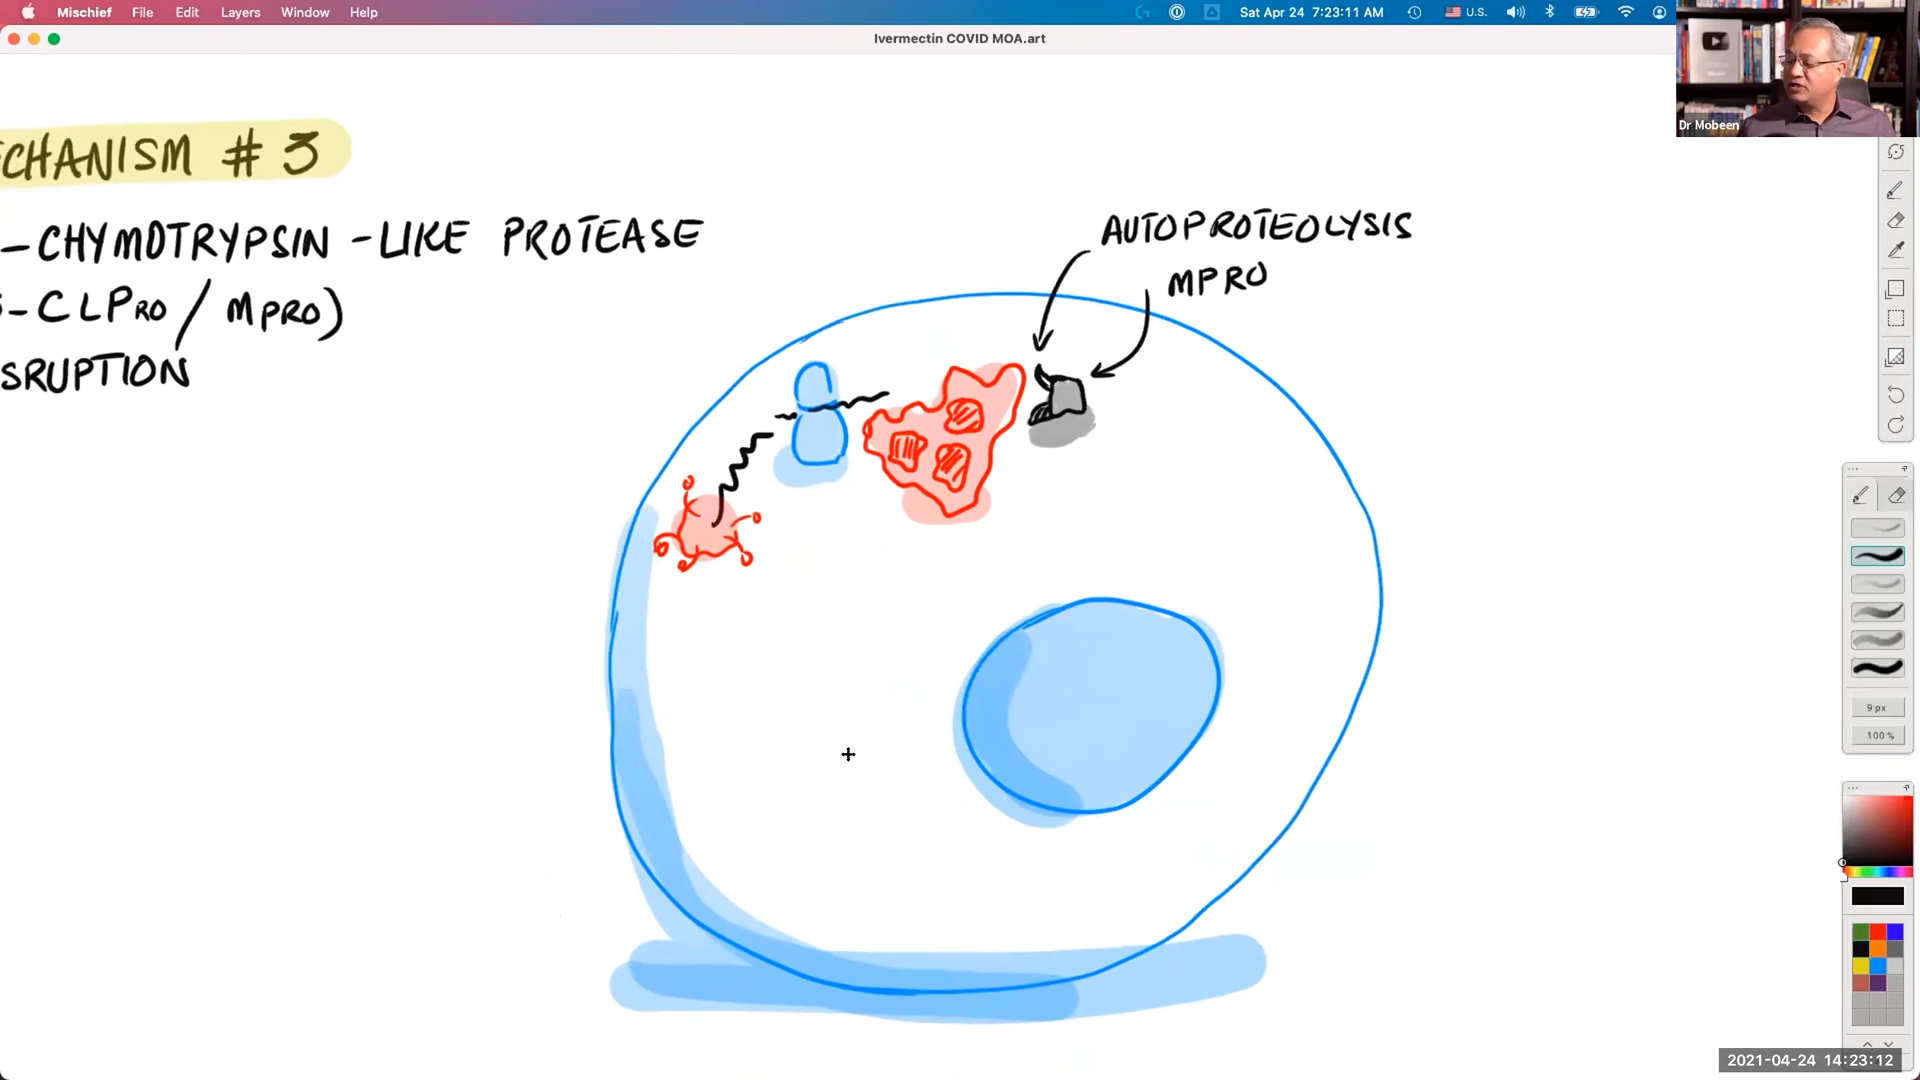 Mischief File Edit Layers Window Help
Sat Apr 24 7:23:11 AM U.S.
Ivermectin COVID MOA.art
Dr Mobeen
CHANISM # 3
-CHYMOTRYPSIN -LIKE PROTEASE
-CLPRO / MPRO)
SRUPTION
AUTOPROTEOLYSIS
MPRO
9 px
100 %
2021-04-24 14:23:12